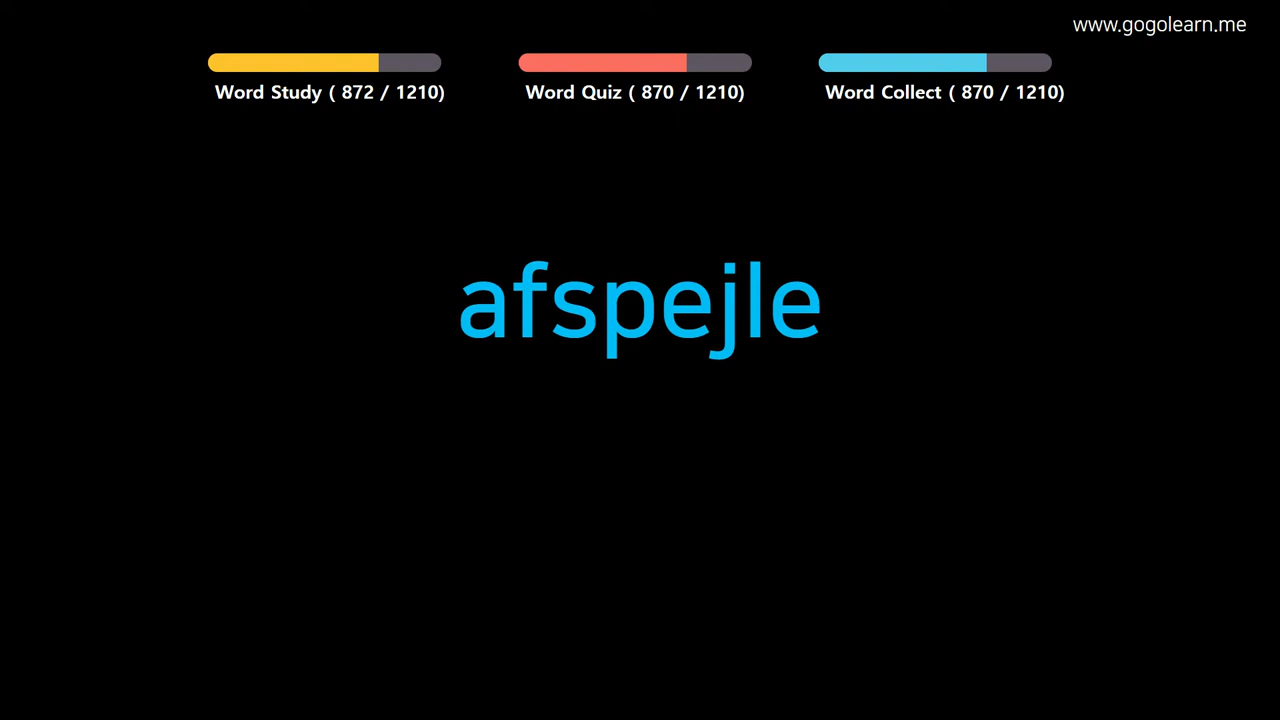 www.gogolearn.me
Word Study ( 872 / 1210)
Word Quiz ( 870 / 1210)
Word Collect ( 870 / 1210)
afspejle